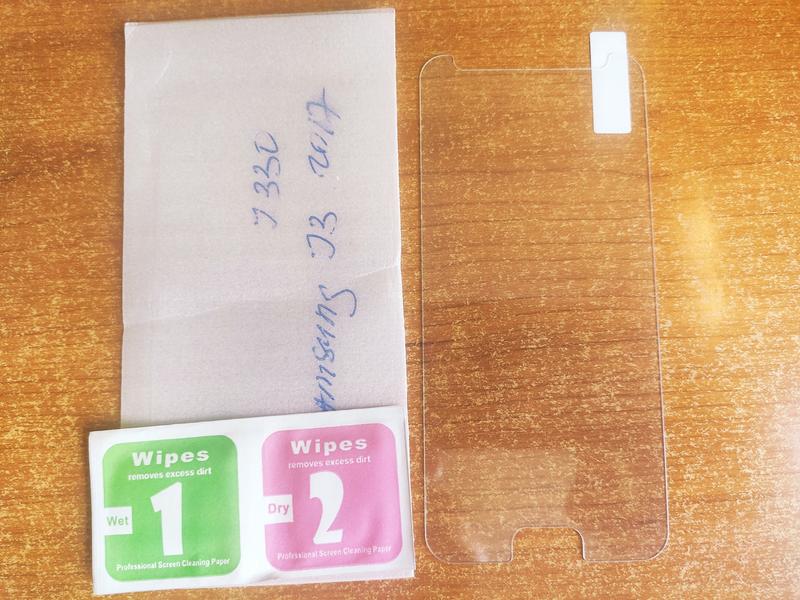 J 330
Samsung J3 2017
Wipes
removes excess dirt
Wet
1
Professional Screen Cleaning Paper
Wipes
removes excess dirt
Dry
2
Professional Screen Cleaning Paper